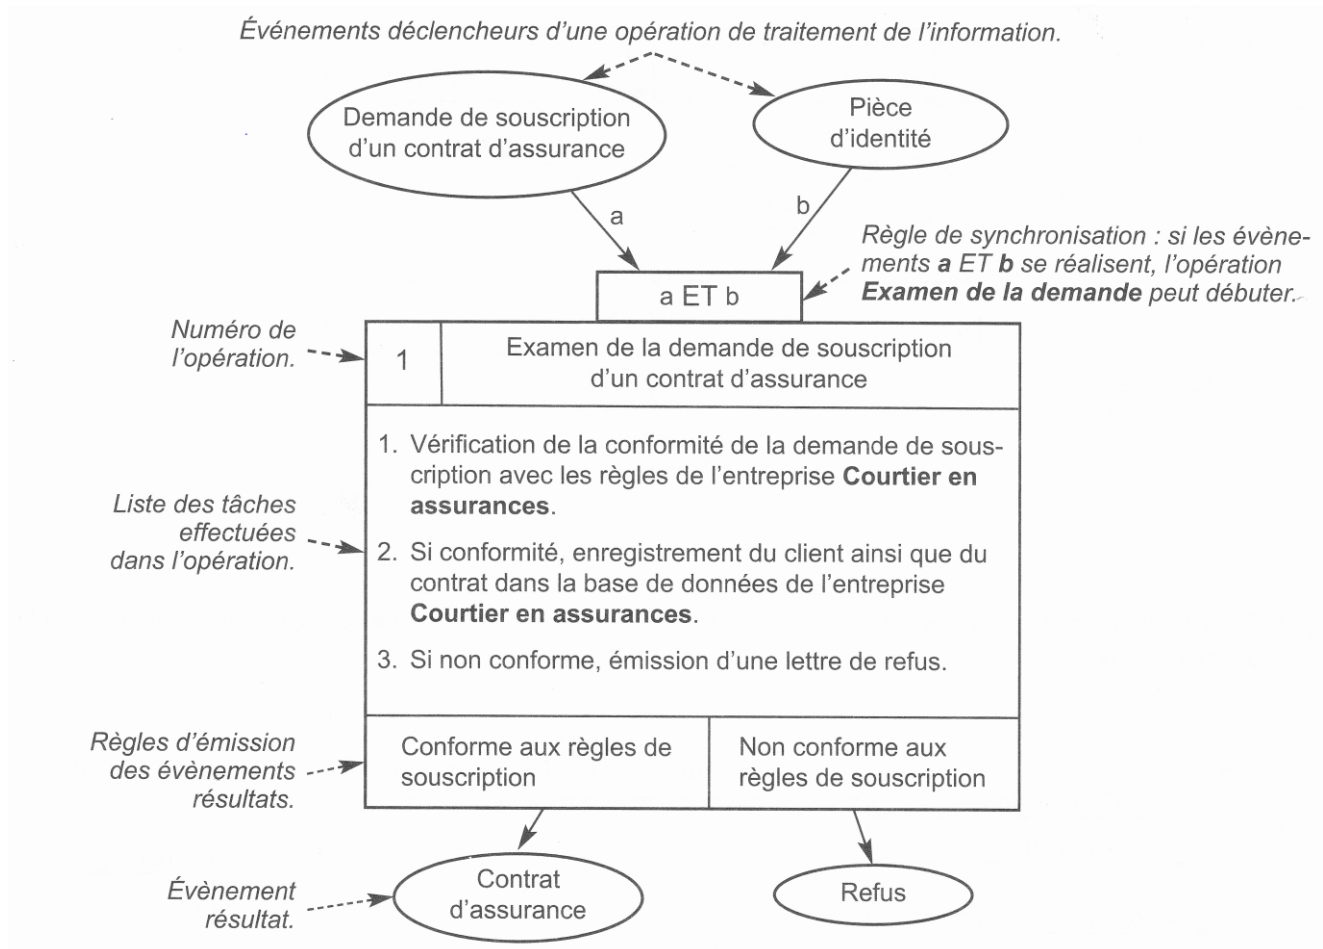 Événements déclencheurs d'une opération de traitement de l'information.
Demande de souscription
d'un contrat d'assurance
Pièce
d'identité
a
b
Règle de synchronisation : si les évène-
ments a ET b se réalisent, l'opération
Examen de la demande peut débuter.
a ET b
Numéro de
l'opération.
1
Examen de la demande de souscription
d'un contrat d'assurance
1. Vérification de la conformité de la demande de sous-
cription avec les règles de l'entreprise Courtier en
assurances.
Liste des tâches
effectuées
dans l'opération.
2. Si conformité, enregistrement du client ainsi que du
contrat dans la base de données de l'entreprise
Courtier en assurances.
3. Si non conforme, émission d'une lettre de refus.
Règles d'émission
des évènements
résultats.
Conforme aux règles de
souscription
Non conforme aux
règles de souscription
Évènement
résultat.
Contrat
d'assurance
Refus